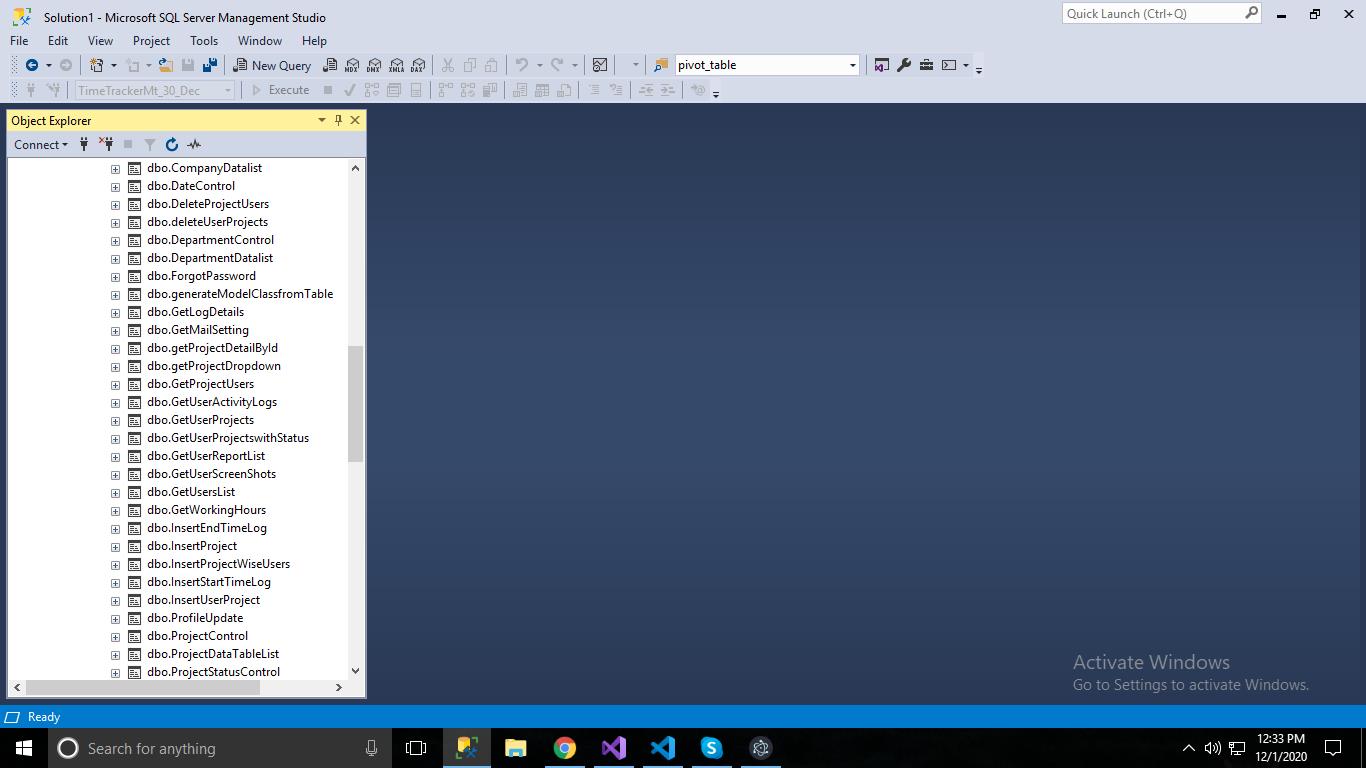 Solution1 - Microsoft SQL Server Management Studio
Quick Launch (Ctrl+Q)
File Edit View Project Tools Window Help
New Query MDX DMX XMLA DAX pivot_table
TimeTrackerMt_30_Dec Execute
Object Explorer
Connect
dbo.CompanyDatalist
dbo.DateControl
dbo.DeleteProjectUsers
dbo.deleteUserProjects
dbo.DepartmentControl
dbo.DepartmentDatalist
dbo.ForgotPassword
dbo.generateModelClassfromTable
dbo.GetLogDetails
dbo.GetMailSetting
dbo.getProjectDetailById
dbo.getProjectDropdown
dbo.GetProjectUsers
dbo.GetUserActivityLogs
dbo.GetUserProjects
dbo.GetUserProjectswithStatus
dbo.GetUserReportList
dbo.GetUserScreenShots
dbo.GetUsersList
dbo.GetWorkingHours
dbo.InsertEndTimeLog
dbo.InsertProject
dbo.InsertProjectWiseUsers
dbo.InsertStartTimeLog
dbo.InsertUserProject
dbo.ProfileUpdate
dbo.ProjectControl
dbo.ProjectDataTableList
dbo.ProjectStatusControl
Activate Windows
Go to Settings to activate Windows.
Ready
Search for anything
12:33 PM
12/1/2020